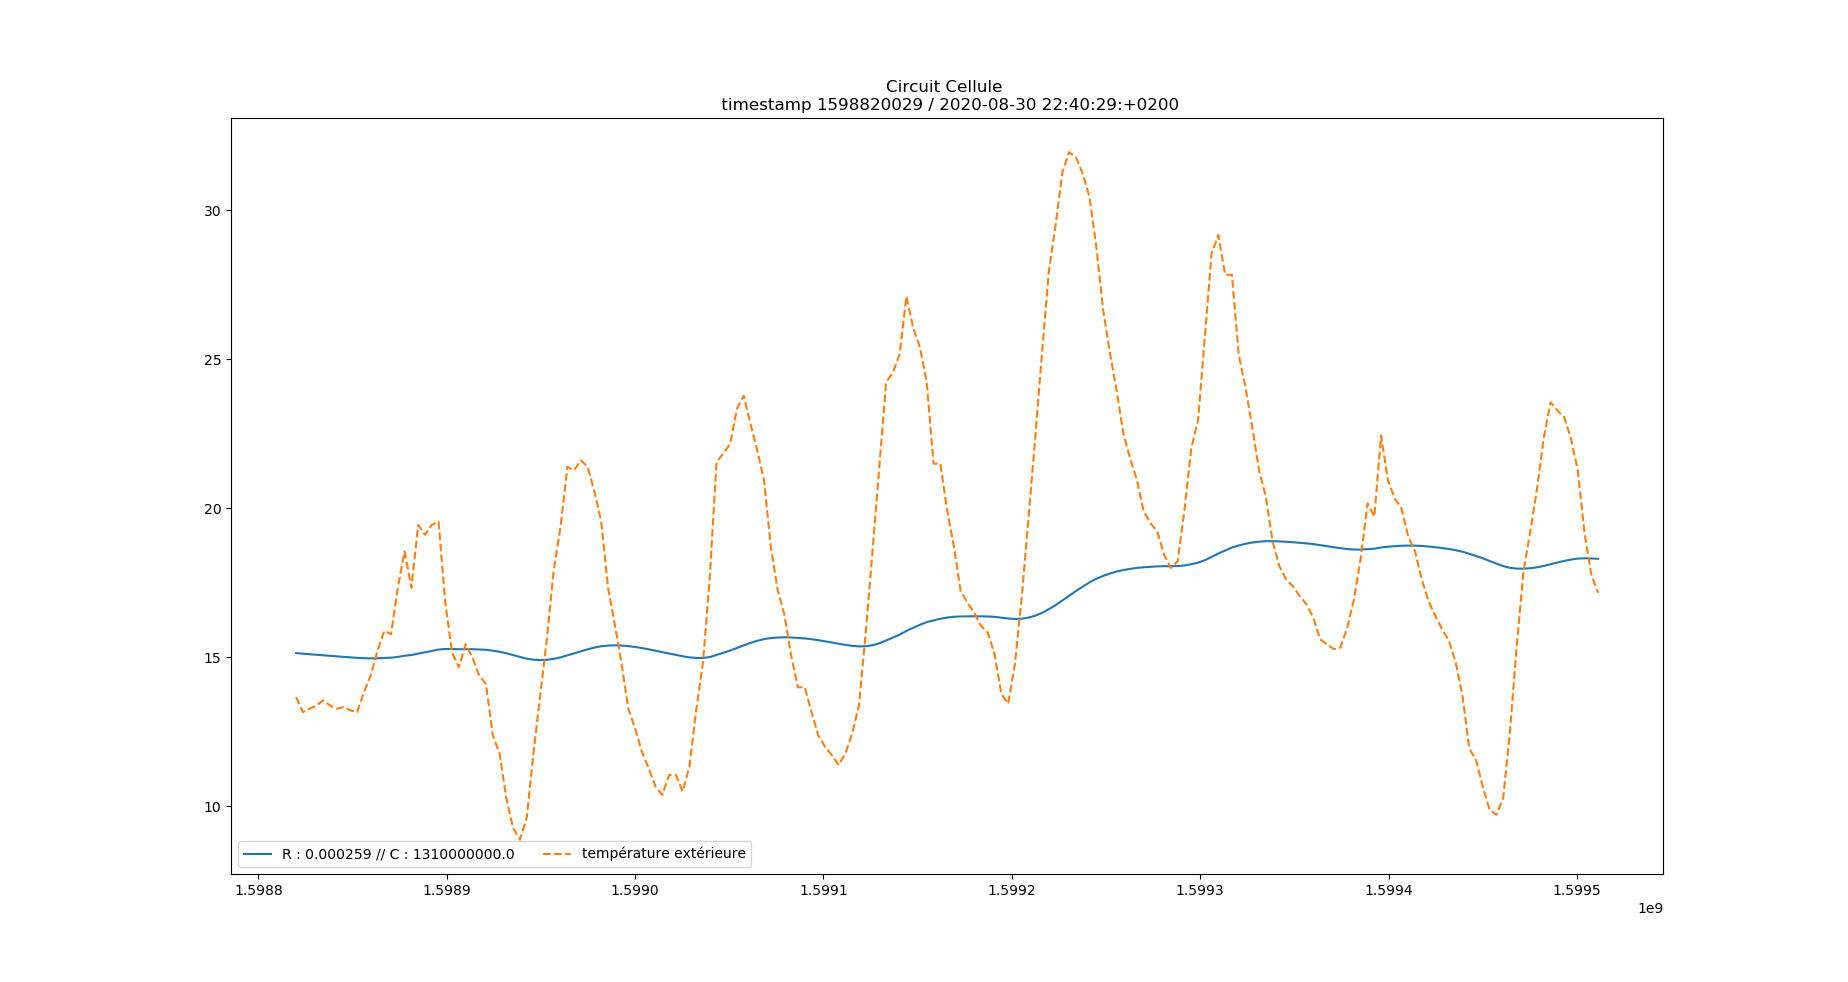 Circuit Cellule
timestamp 1598820029 / 2020-08-30 22:40:29:+0200
30
25
20
15
10
R : 0.000259 // C : 1310000000.0
température extérieure
1.5988 1.5989 1.5990 1.5991 1.5992 1.5993 1.5994 1.5995
1e9